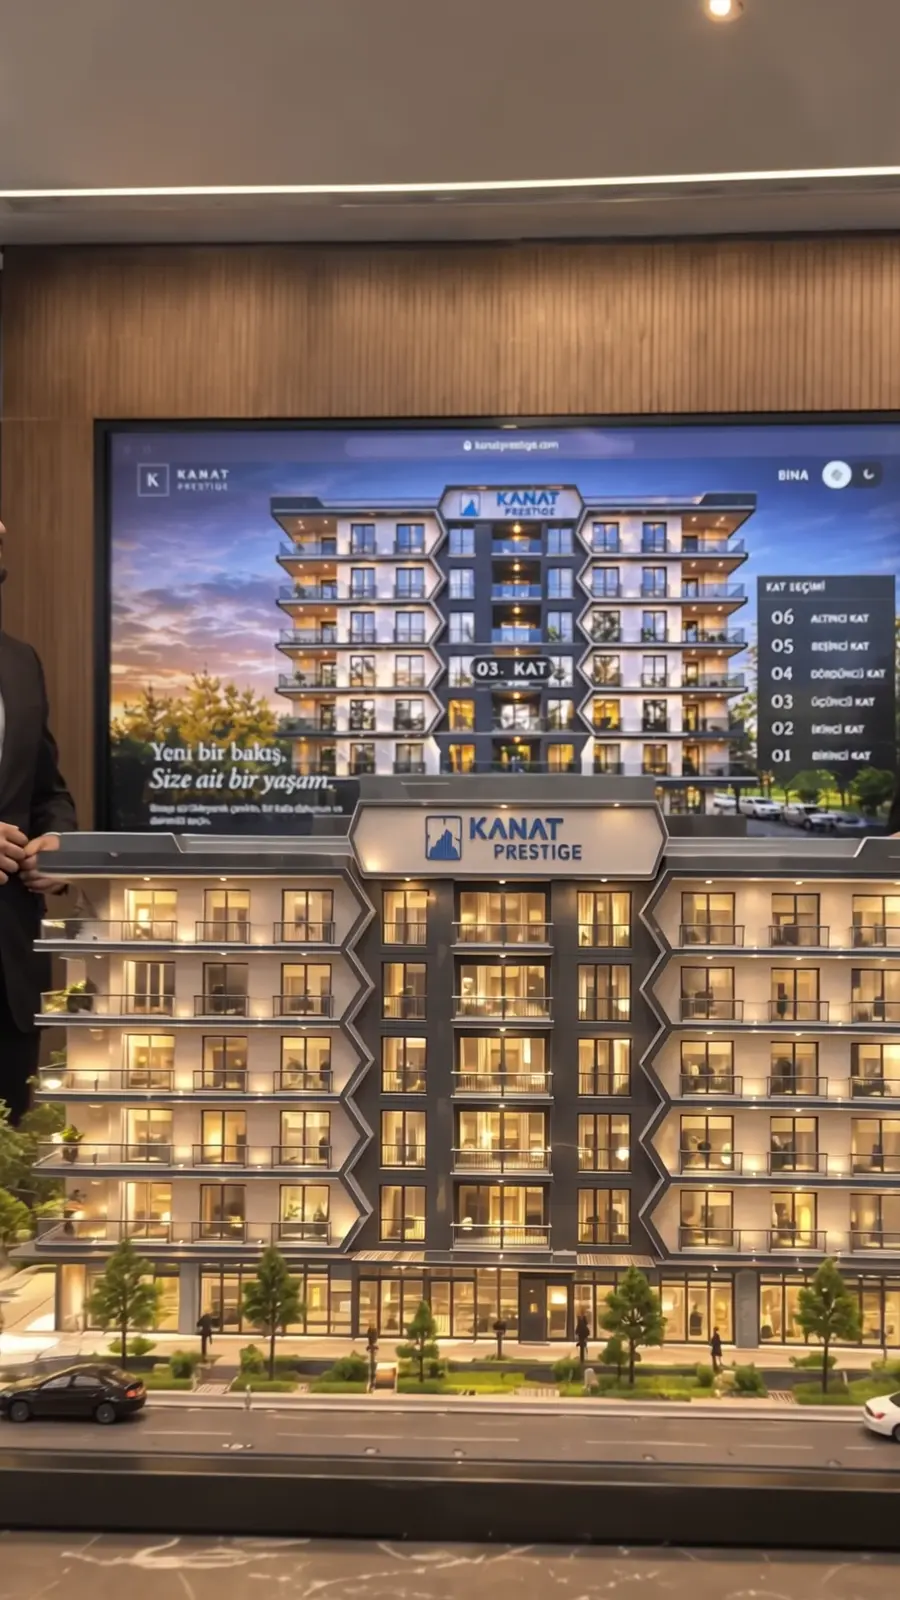 kanatprestige.com
K KANAT
PRESTIGE
BİNA
KANAT
PRESTIGE
KAT SEÇİMİ
06 ALTINCI KAT
05 BEŞİNCİ KAT
04 DÖRDÜNCÜ KAT
03 ÜÇÜNCÜ KAT
02 İKİNCİ KAT
01 BİRİNCİ KAT
03. KAT
Yeni bir bakış.
Size ait bir yaşam.
KANAT
PRESTIGE